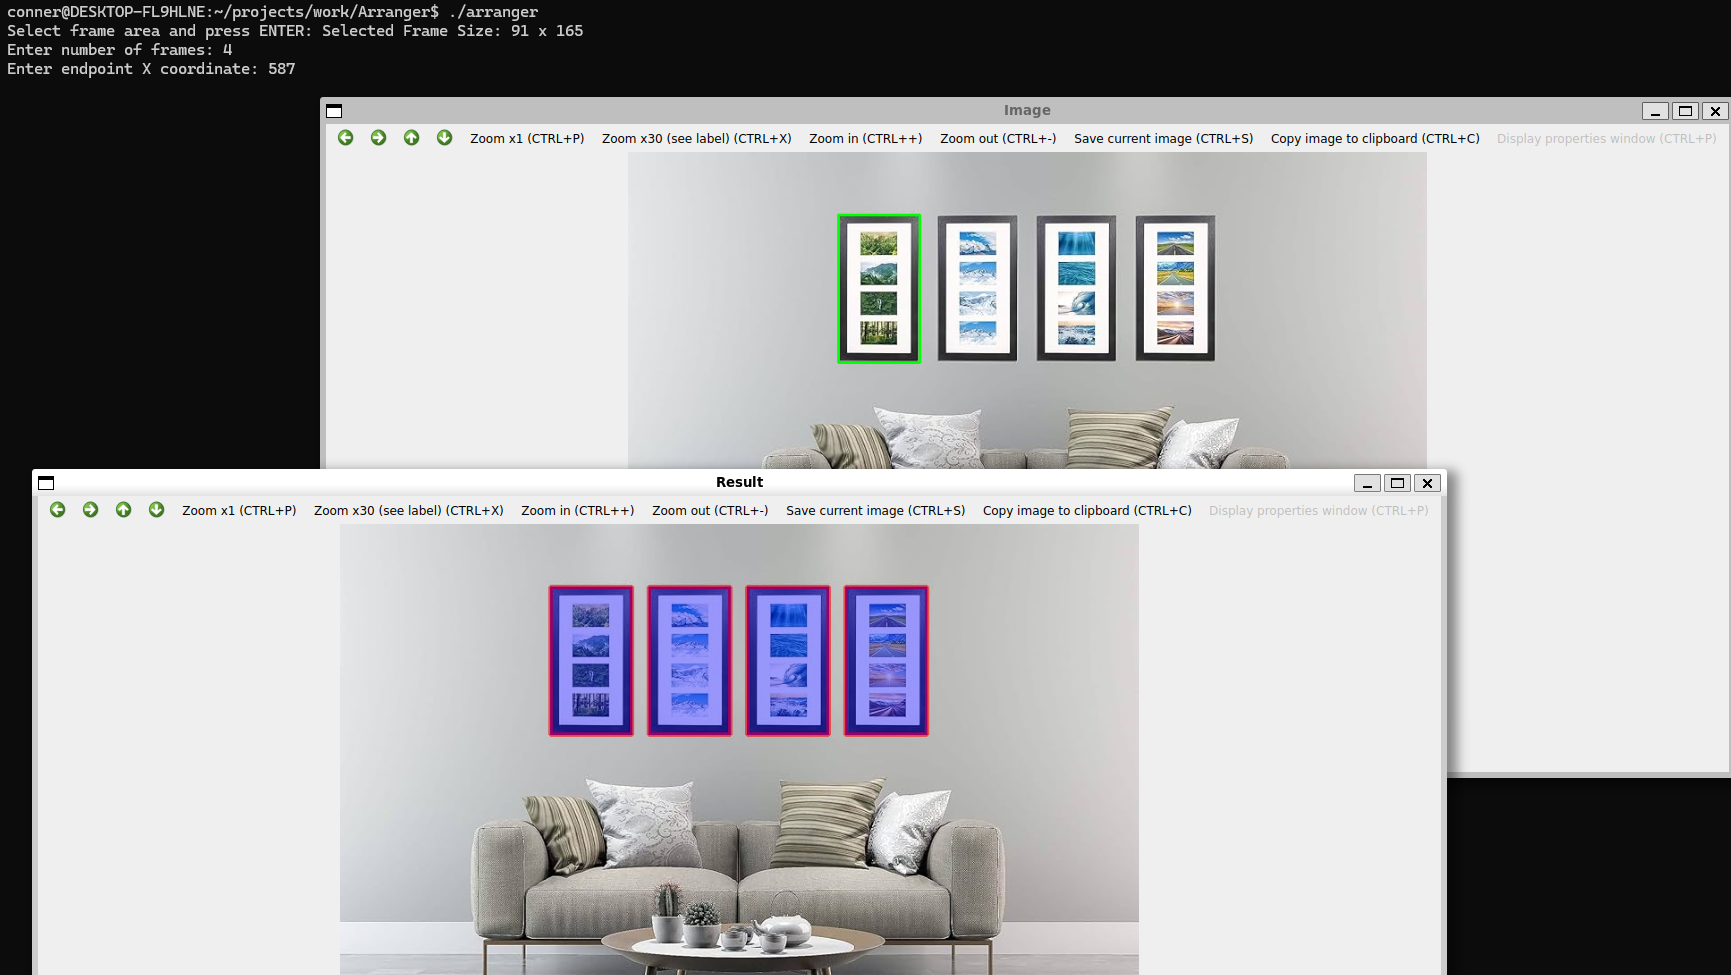 conner@DESKTOP-FL9HLNE:~/projects/work/Arranger$ ./arranger
Select frame area and press ENTER: Selected Frame Size: 91 x 165
Enter number of frames: 4
Enter endpoint X coordinate: 587
Image
Zoom x1 (CTRL+P) Zoom x30 (see label) (CTRL+X) Zoom in (CTRL++) Zoom out (CTRL+-) Save current image (CTRL+S) Copy image to clipboard (CTRL+C) Display properties window (CTRL+P)
Result
Zoom x1 (CTRL+P) Zoom x30 (see label) (CTRL+X) Zoom in (CTRL++) Zoom out (CTRL+-) Save current image (CTRL+S) Copy image to clipboard (CTRL+C) Display properties window (CTRL+P)